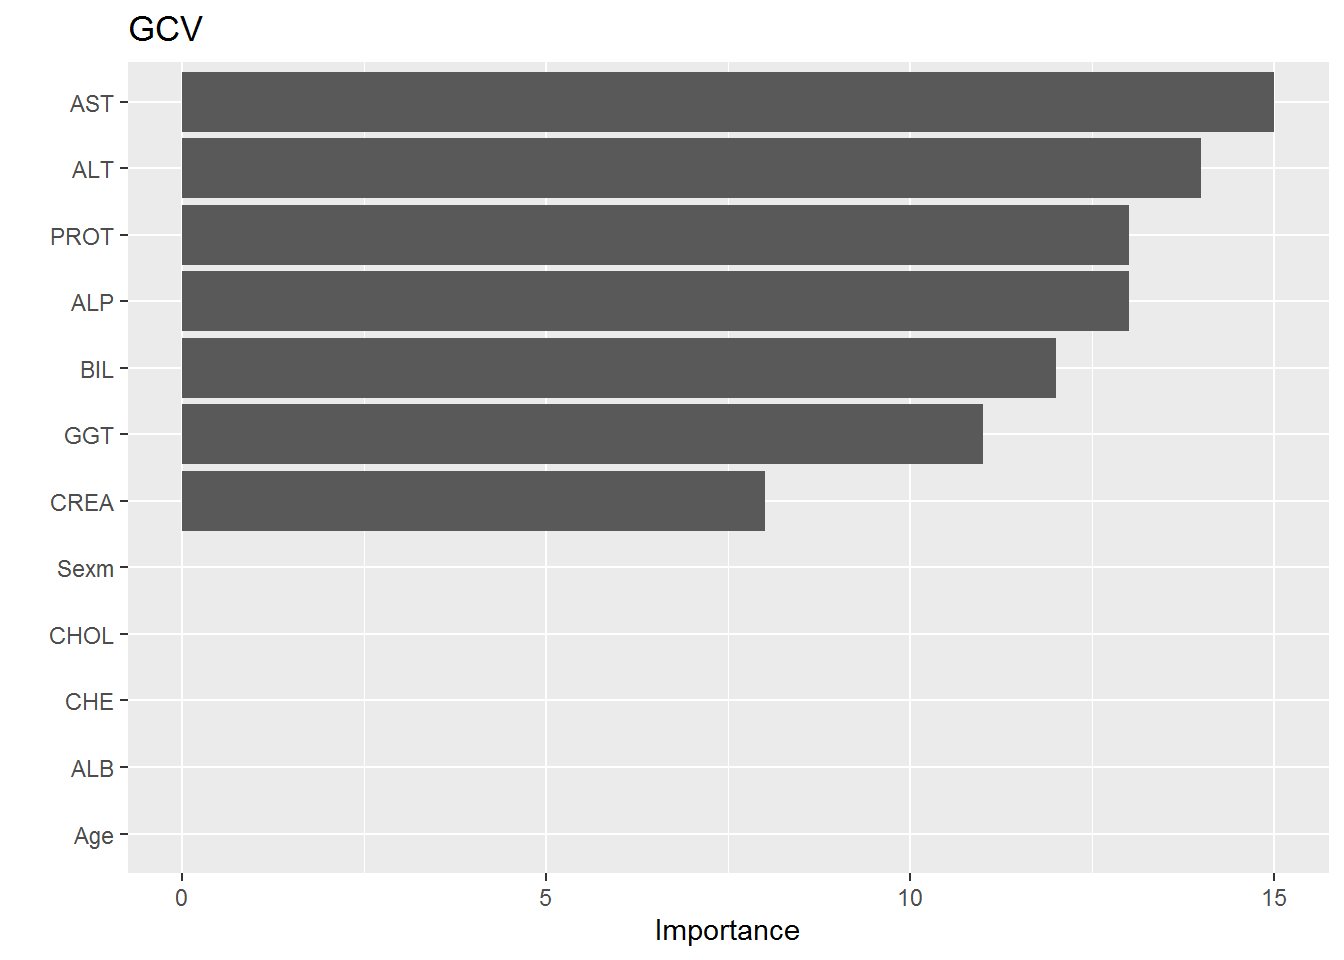 GCV
AST
ALT
PROT
ALP
BIL
GGT
CREA
Sexm
CHOL
CHE
ALB
Age
0 5 10 15
Importance